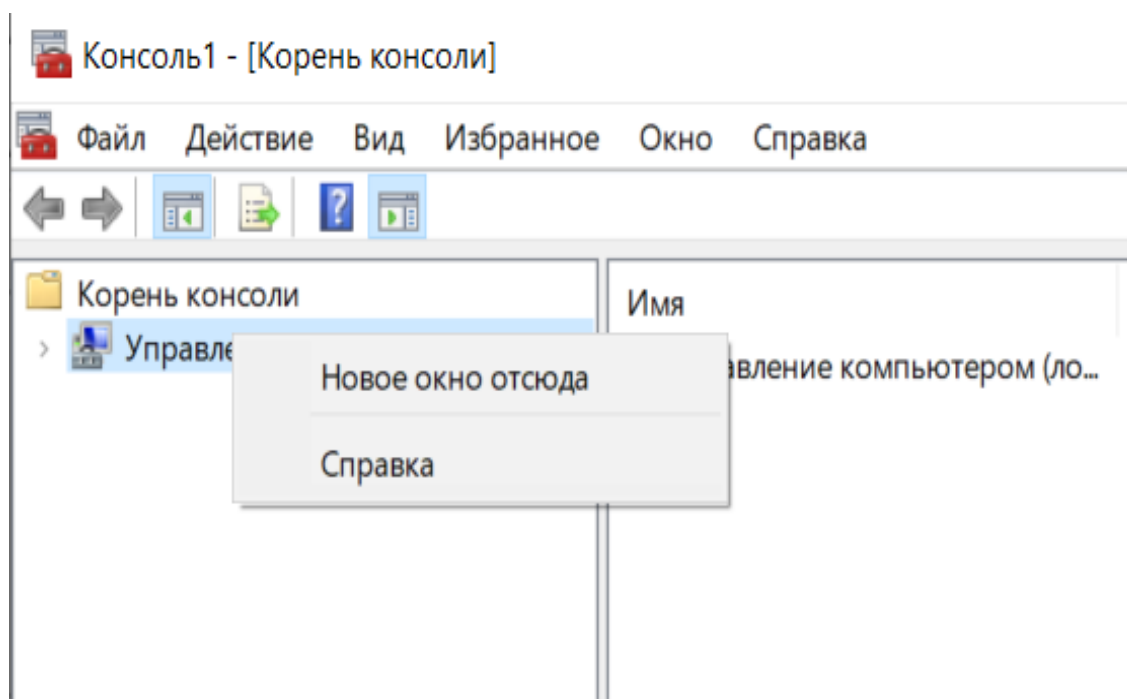 Консоль1 - [Корень консоли]
Файл Действие Вид Избранное Окно Справка
Корень консоли
Имя
Управле
авление компьютером (ло...
Новое окно отсюда
Справка